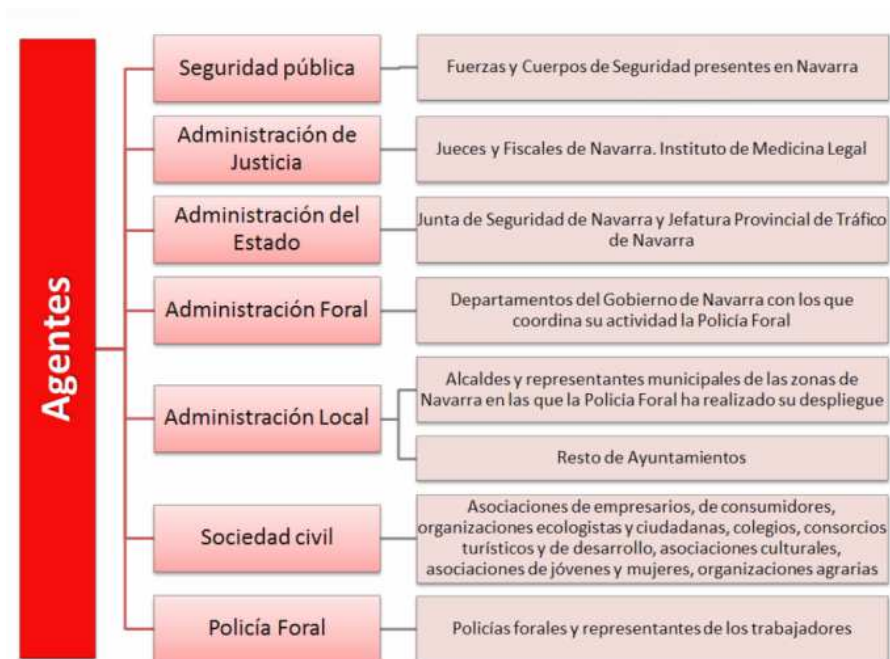 Agentes
Seguridad pública
Fuerzas y Cuerpos de Seguridad presentes en Navarra
Administración de
Justicia
Jueces y Fiscales de Navarra. Instituto de Medicina Legal
Administración del
Estado
Junta de Seguridad de Navarra y Jefatura Provincial de Tráfico
de Navarra
Administración Foral
Departamentos del Gobierno de Navarra con los que
coordina su actividad la Policía Foral
Administración Local
Alcaldes y representantes municipales de las zonas de
Navarra en las que la Policía Foral ha realizado su despliegue
Resto de Ayuntamientos
Sociedad civil
Asociaciones de empresarios, de consumidores,
organizaciones ecologistas y ciudadanas, colegios, consorcios
turísticos y de desarrollo, asociaciones culturales,
asociaciones de jóvenes y mujeres, organizaciones agrarias
Policía Foral
Policías forales y representantes de los trabajadores